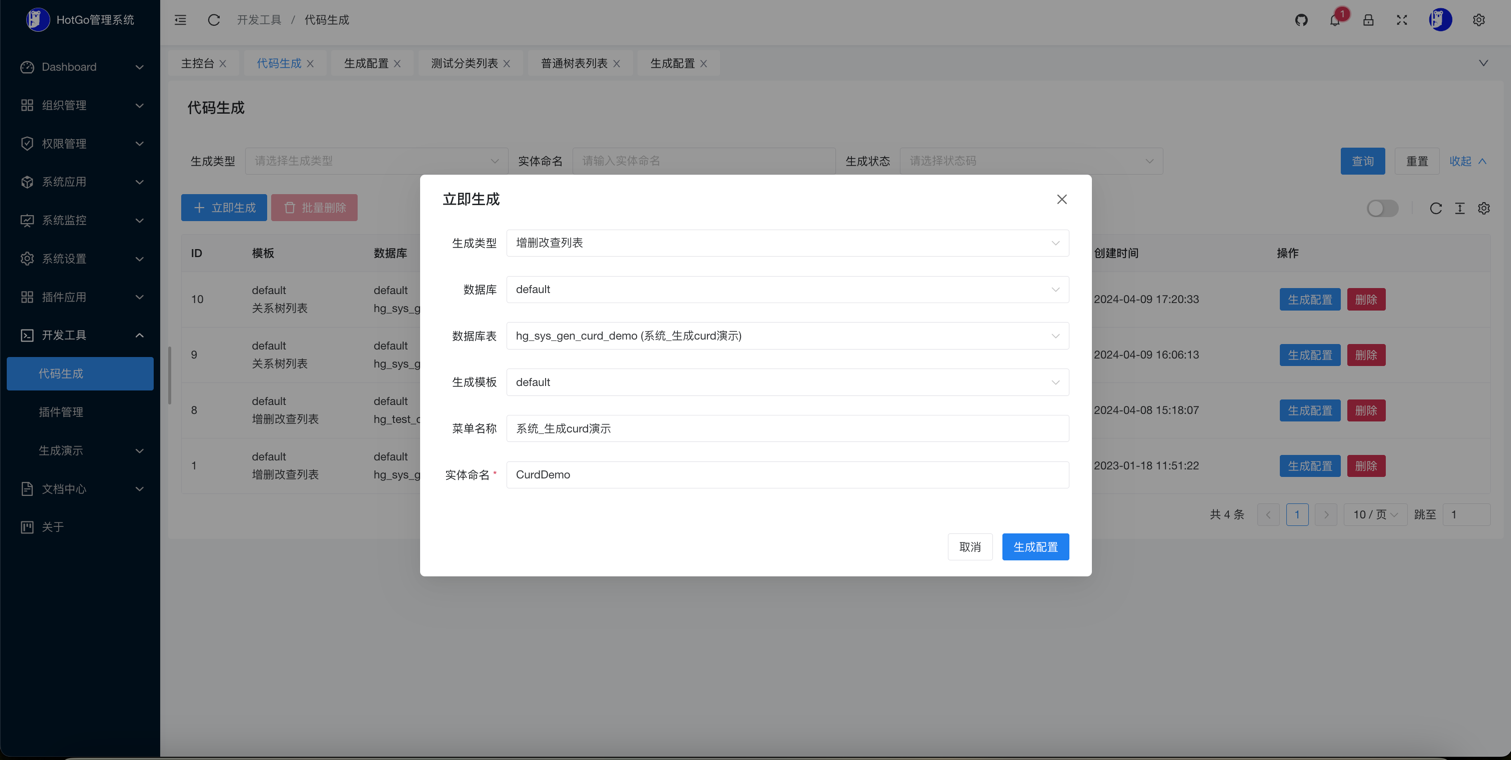 HotGo管理系统
开发工具 / 代码生成
1
Dashboard
组织管理
权限管理
系统应用
系统监控
系统设置
插件应用
开发工具
代码生成
插件管理
生成演示
文档中心
关于
主控台
代码生成
生成配置
测试分类列表
普通树表列表
生成配置
代码生成
生成类型 请选择生成类型
实体命名 请输入实体命名
生成状态 请选择状态码
查询
重置
收起
立即生成
批量删除
ID 模板 数据库 创建时间 操作
10 default default 2024-04-09 17:20:33 生成配置 删除
关系树列表 hg_sys_g
9 default default 2024-04-09 16:06:13 生成配置 删除
关系树列表 hg_sys_g
8 default default 2024-04-08 15:18:07 生成配置 删除
增删改查列表 hg_test_c
1 default default 2023-01-18 11:51:22 生成配置 删除
增删改查列表 hg_sys_g
共 4 条 1 10 / 页 跳至 1
立即生成
生成类型 增删改查列表
数据库 default
数据库表 hg_sys_gen_curd_demo (系统_生成curd演示)
生成模板 default
菜单名称 系统_生成curd演示
实体命名 * CurdDemo
取消
生成配置